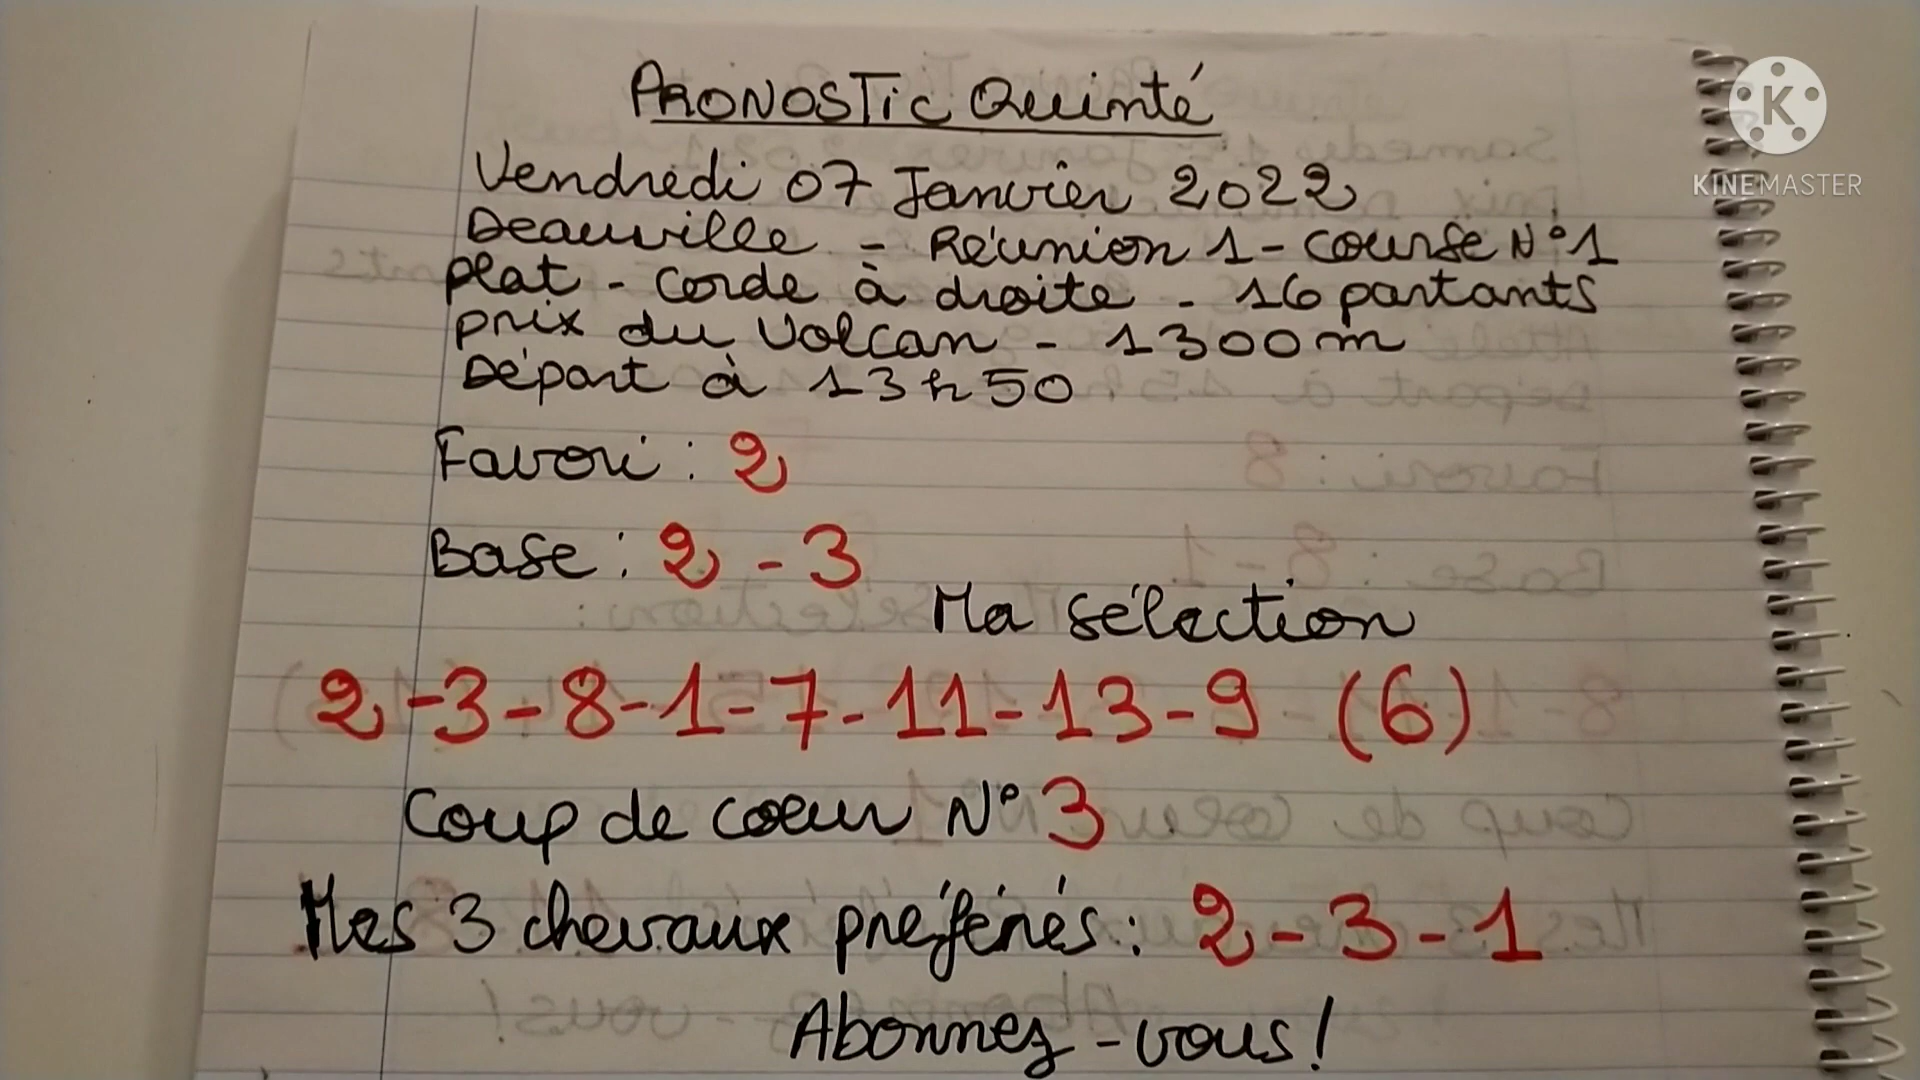 PRONOSTIC Quinté
Vendredi 07 Janvier 2022
Deauville - Réunion 1 - course N°1
plat - corde à droite - 16 partants
prix du Volcan - 1300m
Départ à 13h50
Favori : 2
Base : 2 - 3
Ma sélection
2 - 3 - 8 - 1 - 7 - 11 - 13 - 9 (6)
Coup de coeur N° 3
Mes 3 chevaux préférés : 2 - 3 - 1
Abonnez-vous !
K
KINEMASTER